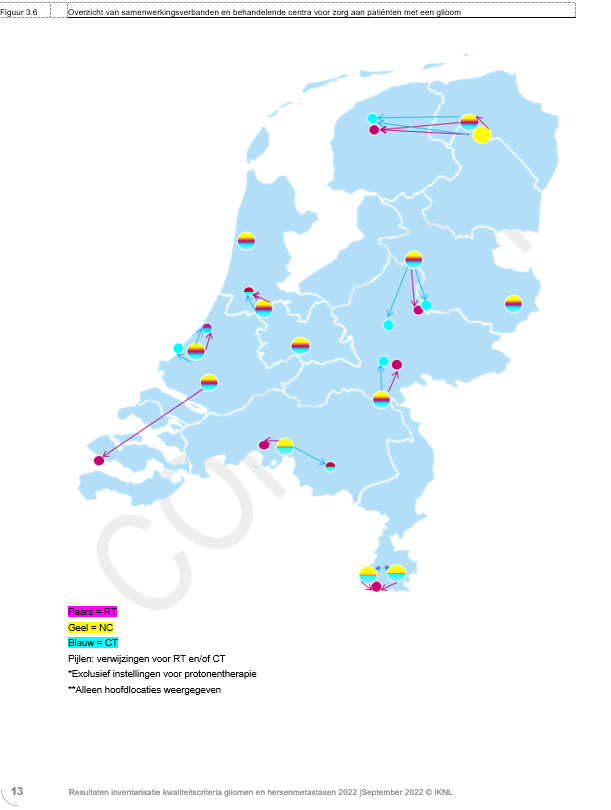 Figuur 3.6 Overzicht van samenwerkingsverbanden en behandelende centra voor zorg aan patiënten met een glioom
Paars = RT
Geel = NC
Blauw = CT
Pijlen: verwijzingen voor RT en/of CT
*Exclusief instellingen voor protonentherapie
**Alleen hoofdlocaties weergegeven
13 Resultaten inventarisatie kwaliteitscriteria gliomen en hersenmetastasen 2022 |September 2022 © IKNL